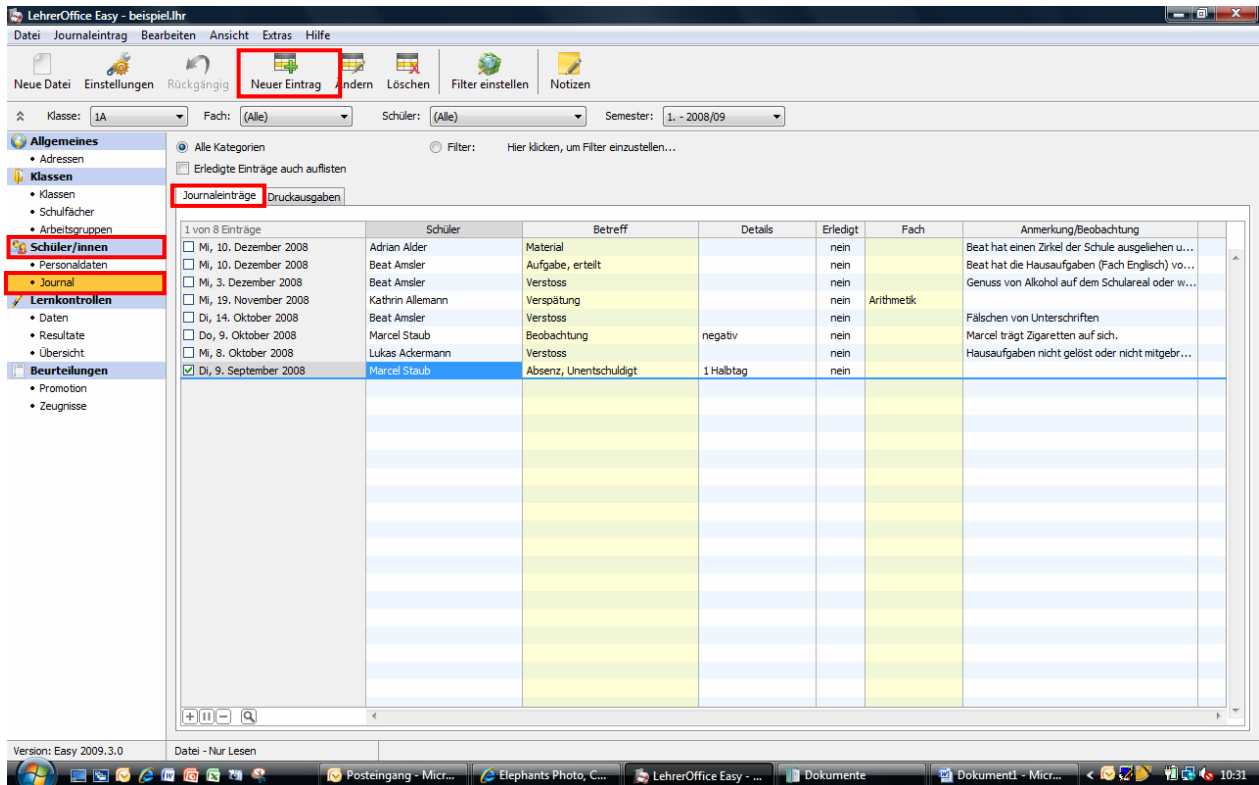 LehrerOffice Easy - beispiel.lhr
Datei Journaleintrag Bearbeiten Ansicht Extras Hilfe
Neue Datei Einstellungen Rückgängig Neuer Eintrag Ändern Löschen Filter einstellen Notizen
Klasse: 1A Fach: (Alle) Schüler: (Alle) Semester: 1. - 2008/09
Allgemeines
• Adressen
Klassen
• Klassen
• Schulfächer
• Arbeitsgruppen
Schüler/innen
• Personaldaten
• Journal
Lernkontrollen
• Daten
• Resultate
• Übersicht
Beurteilungen
• Promotion
• Zeugnisse
Alle Kategorien Filter: Hier klicken, um Filter einzustellen...
Erledigte Einträge auch auflisten
Journaleinträge Druckausgaben
1 von 8 Einträge Schüler Betreff Details Erledigt Fach Anmerkung/Beobachtung
Mi, 10. Dezember 2008 Adrian Alder Material nein Beat hat einen Zirkel der Schule ausgeliehen u...
Mi, 10. Dezember 2008 Beat Amsler Aufgabe, erteilt nein Beat hat die Hausaufgaben (Fach Englisch) vo...
Mi, 3. Dezember 2008 Beat Amsler Verstoss nein Genuss von Alkohol auf dem Schulareal oder w...
Mi, 19. November 2008 Kathrin Allemann Verspätung nein Arithmetik
Di, 14. Oktober 2008 Beat Amsler Verstoss nein Fälschen von Unterschriften
Do, 9. Oktober 2008 Marcel Staub Beobachtung negativ nein Marcel trägt Zigaretten auf sich.
Mi, 8. Oktober 2008 Lukas Ackermann Verstoss nein Hausaufgaben nicht gelöst oder nicht mitgebr...
Di, 9. September 2008 Marcel Staub Absenz, Unentschuldigt 1 Halbtag nein
Version: Easy 2009.3.0 Datei - Nur Lesen
Posteingang - Micr... Elephants Photo, C... LehrerOffice Easy - ... Dokumente Dokument1 - Micr... 10:31